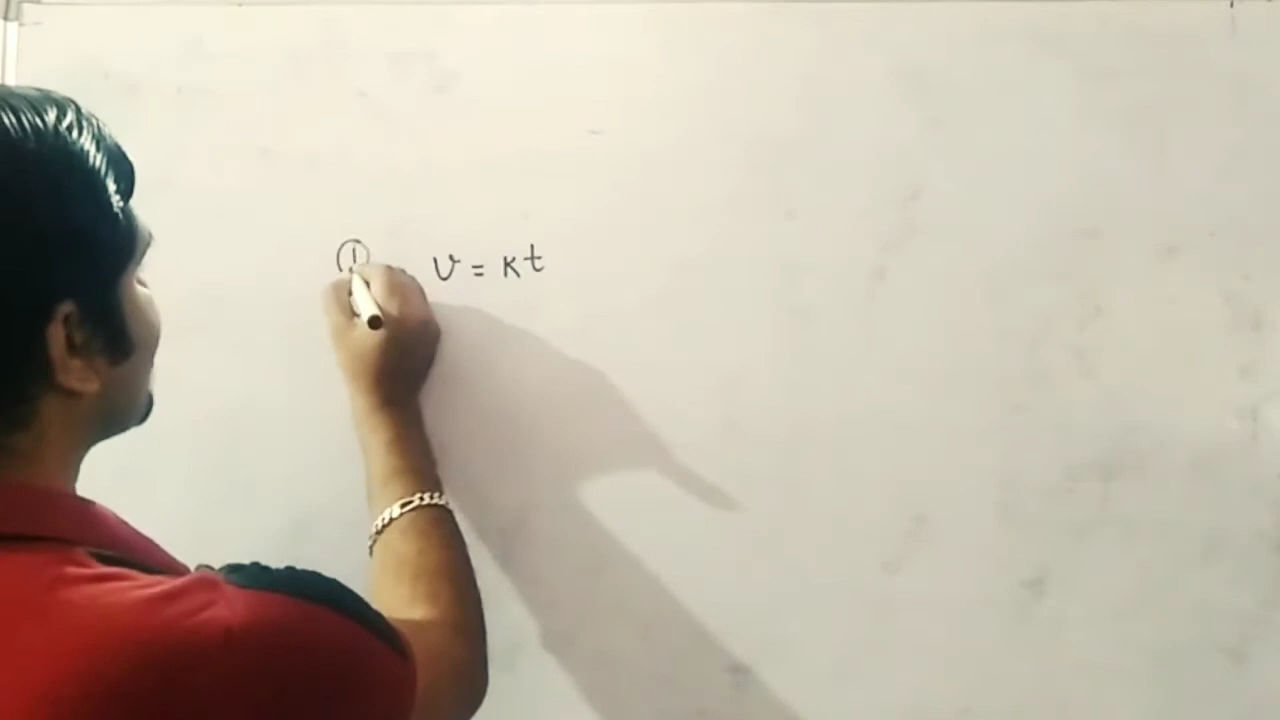 ① v = kt